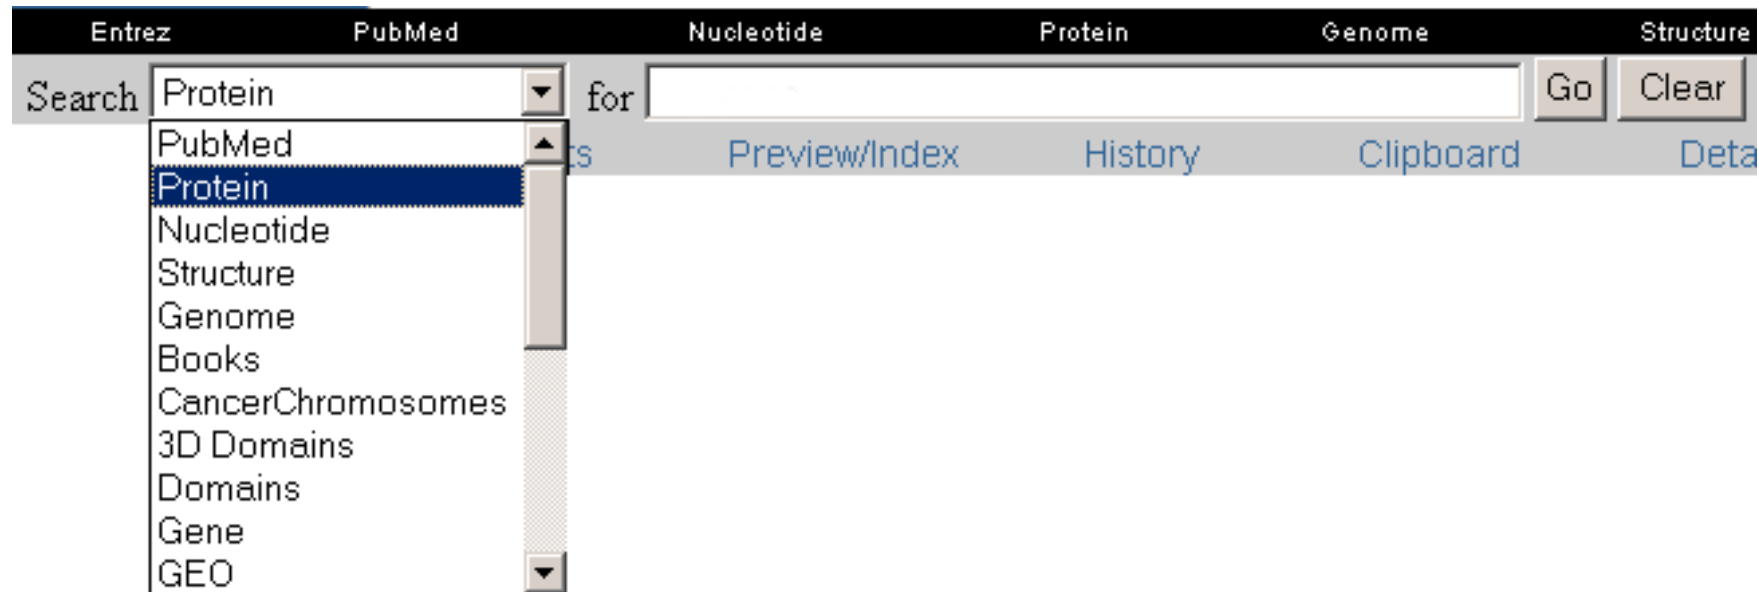 Entrez PubMed Nucleotide Protein Genome Structure
Search Protein for Go Clear
Preview/Index History Clipboard
PubMed
Protein
Nucleotide
Structure
Genome
Books
CancerChromosomes
3D Domains
Domains
Gene
GEO